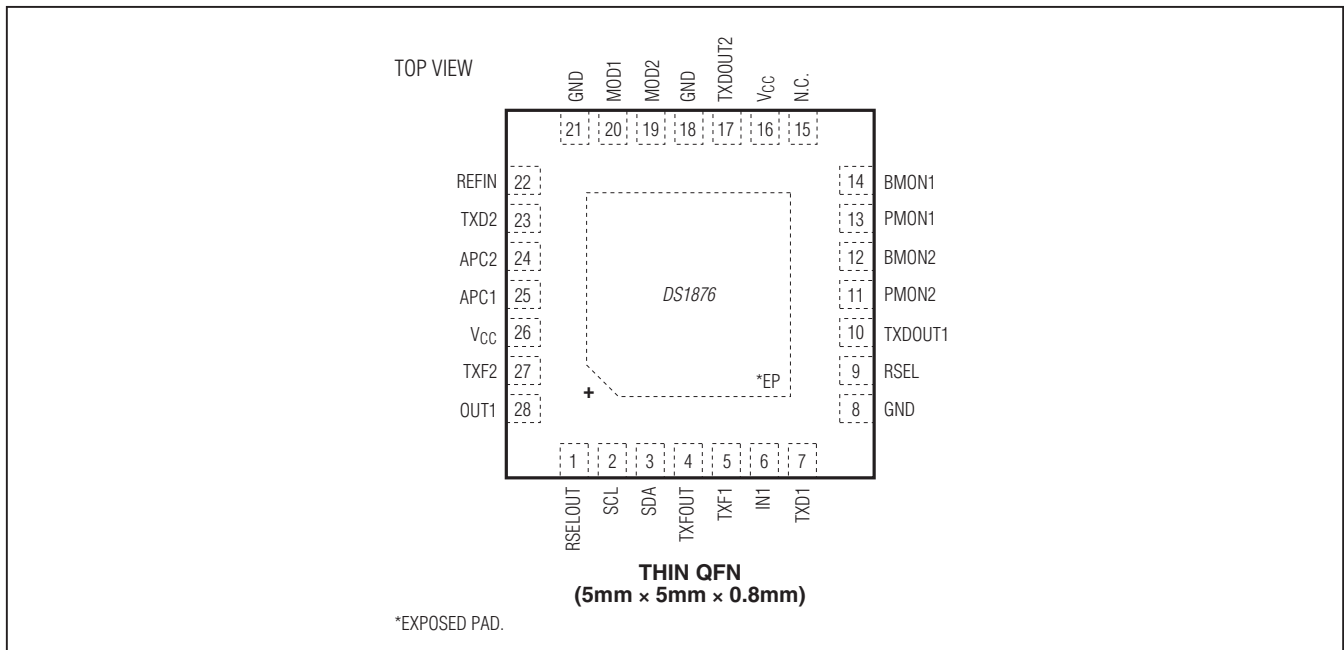 TOP VIEW
GND MOD1 MOD2 GND TXDOUT2 VCC N.C.
21 20 19 18 17 16 15
REFIN 22 14 BMON1
TXD2 23 13 PMON1
APC2 24 12 BMON2
APC1 25 DS1876 11 PMON2
VCC 26 10 TXDOUT1
TXF2 27 9 RSEL
*EP
+
OUT1 28 8 GND
1 2 3 4 5 6 7
RSELOUT SCL SDA TXFOUT TXF1 IN1 TXD1
THIN QFN
(5mm × 5mm × 0.8mm)
*EXPOSED PAD.